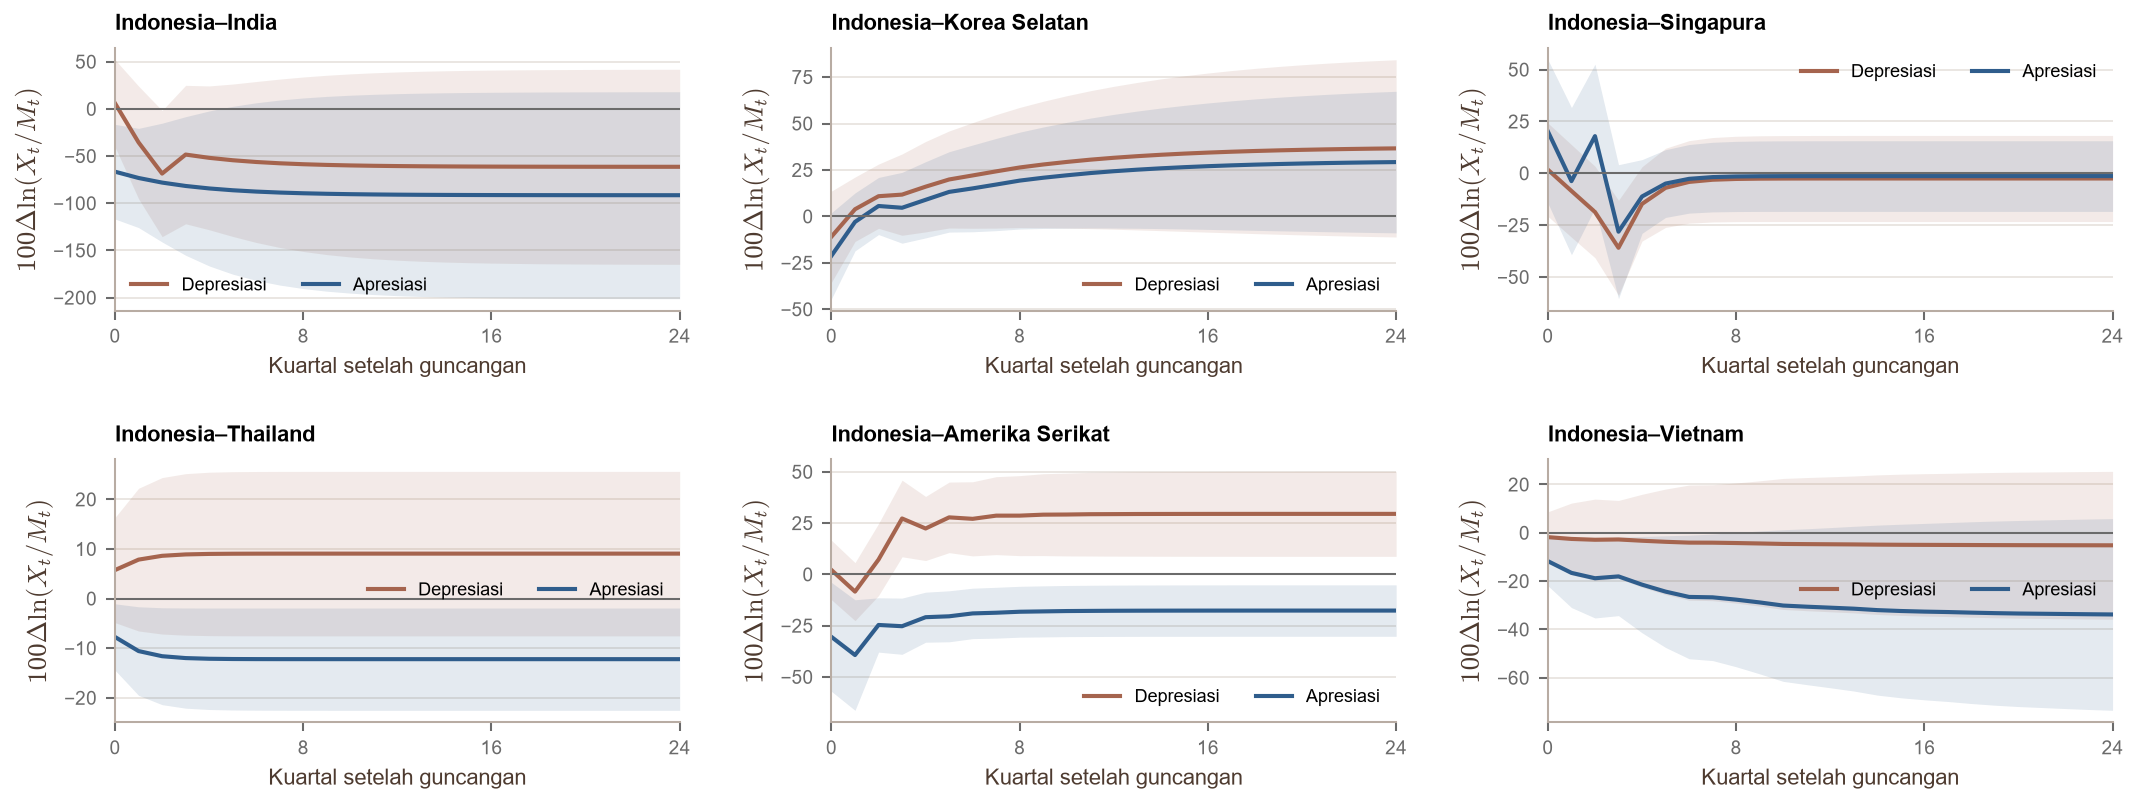 Indonesia–India
100Δln(X_t/M_t)
50
0
−50
−100
−150
−200
Depresiasi Apresiasi
0 8 16 24
Kuartal setelah guncangan
Indonesia–Korea Selatan
100Δln(X_t/M_t)
75
50
25
0
−25
−50
Depresiasi Apresiasi
0 8 16 24
Kuartal setelah guncangan
Indonesia–Singapura
100Δln(X_t/M_t)
50
25
0
−25
−50
Depresiasi Apresiasi
0 8 16 24
Kuartal setelah guncangan
Indonesia–Thailand
100Δln(X_t/M_t)
20
10
0
−10
−20
Depresiasi Apresiasi
0 8 16 24
Kuartal setelah guncangan
Indonesia–Amerika Serikat
100Δln(X_t/M_t)
50
25
0
−25
−50
Depresiasi Apresiasi
0 8 16 24
Kuartal setelah guncangan
Indonesia–Vietnam
100Δln(X_t/M_t)
20
0
−20
−40
−60
Depresiasi Apresiasi
0 8 16 24
Kuartal setelah guncangan